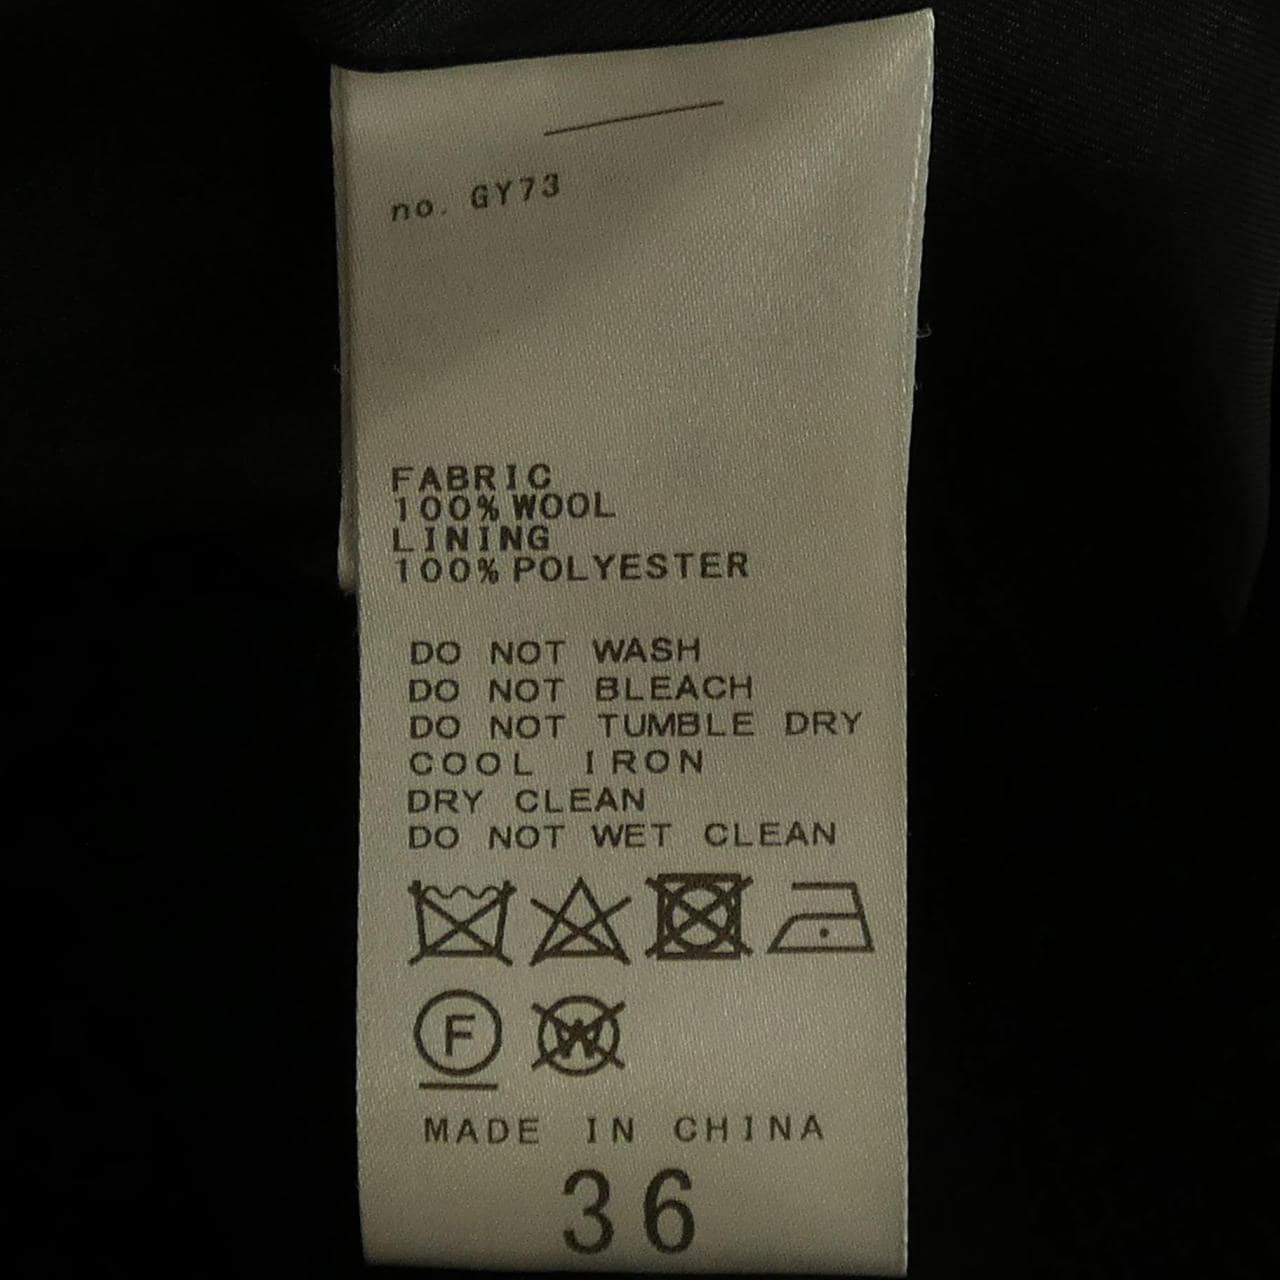 no. GY73
FABRIC
100% WOOL
LINING
100% POLYESTER
DO NOT WASH
DO NOT BLEACH
DO NOT TUMBLE DRY
COOL IRON
DRY CLEAN
DO NOT WET CLEAN
F W
MADE IN CHINA
36